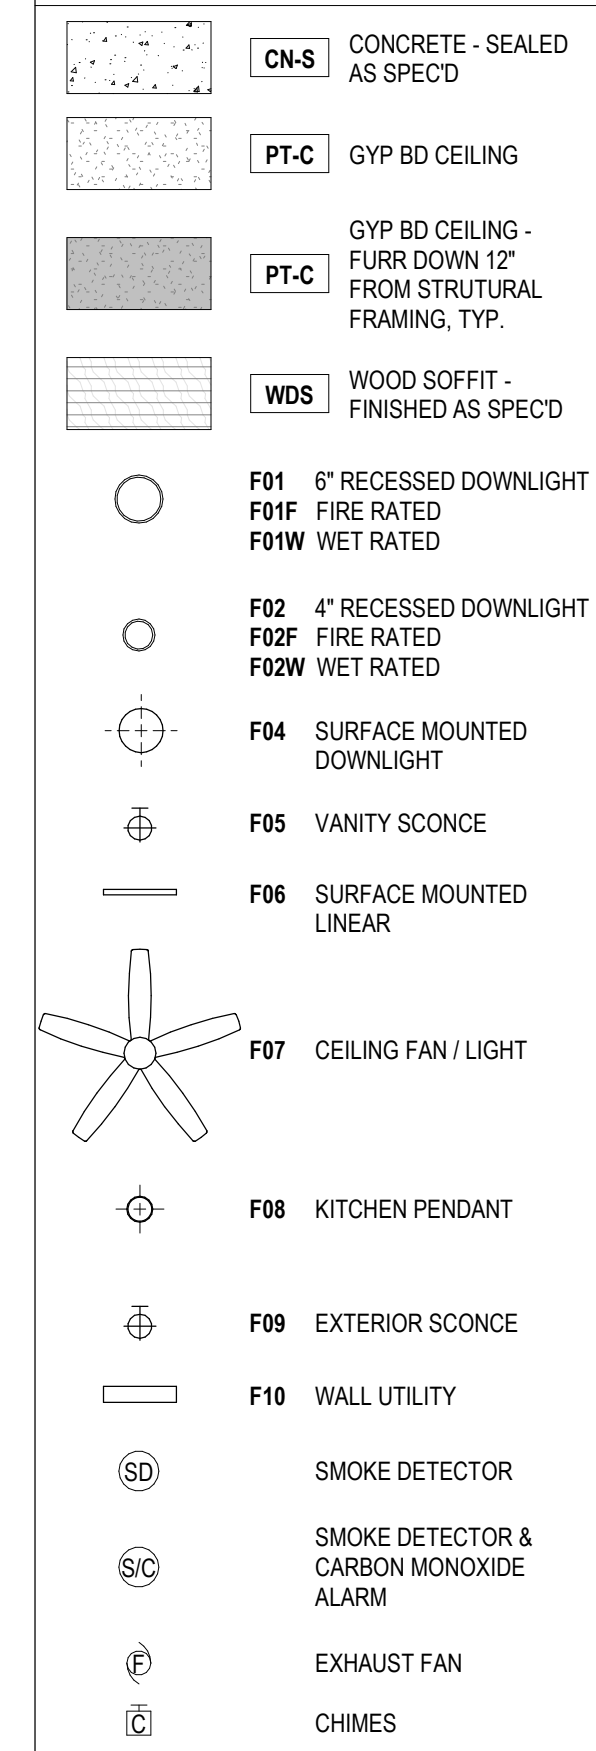 CN-S CONCRETE - SEALED
AS SPEC'D
PT-C GYP BD CEILING
GYP BD CEILING -
FURR DOWN 12"
PT-C FROM STRUTURAL
FRAMING, TYP.
WDS WOOD SOFFIT -
FINISHED AS SPEC'D
F01 6" RECESSED DOWNLIGHT
F01F FIRE RATED
F01W WET RATED
F02 4" RECESSED DOWNLIGHT
F02F FIRE RATED
F02W WET RATED
F04 SURFACE MOUNTED
DOWNLIGHT
F05 VANITY SCONCE
F06 SURFACE MOUNTED
LINEAR
F07 CEILING FAN / LIGHT
F08 KITCHEN PENDANT
F09 EXTERIOR SCONCE
F10 WALL UTILITY
SD SMOKE DETECTOR
SMOKE DETECTOR &
S/C CARBON MONOXIDE
ALARM
F EXHAUST FAN
C CHIMES